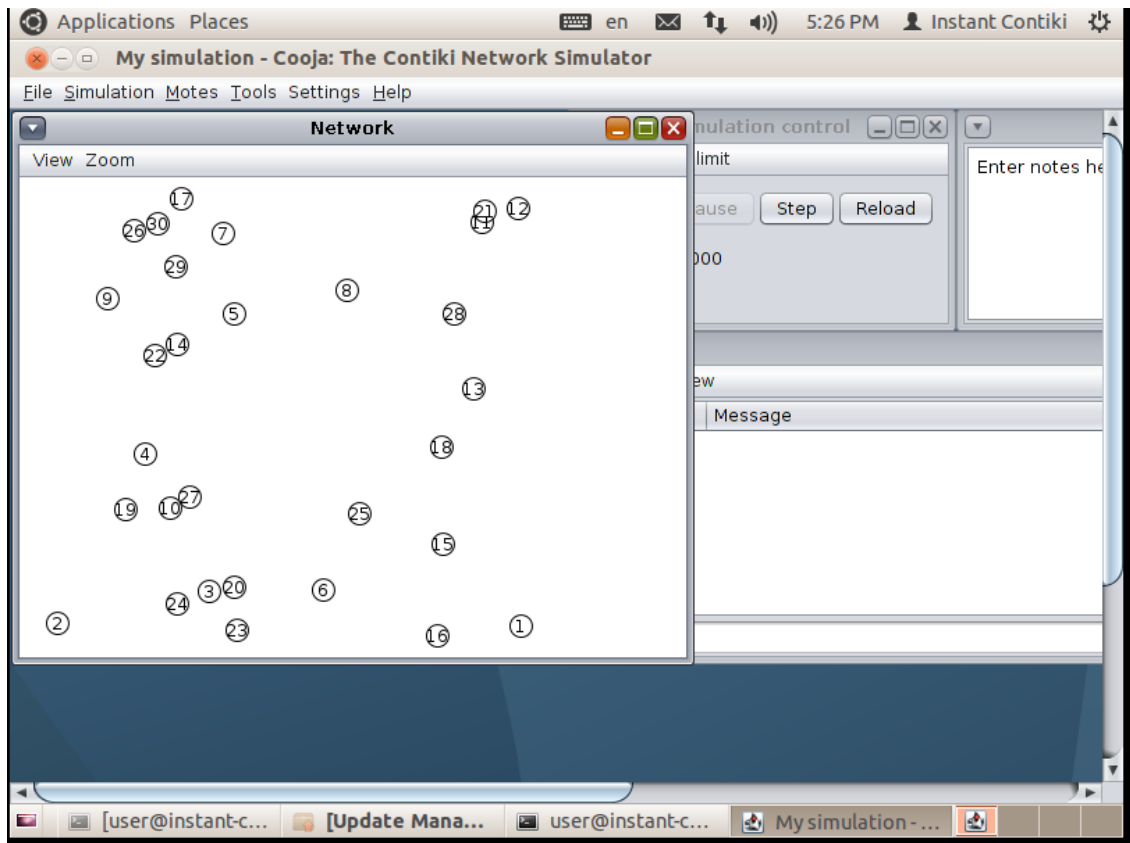 Applications Places en 5:26 PM Instant Contiki
My simulation - Cooja: The Contiki Network Simulator
File Simulation Motes Tools Settings Help
Network
View Zoom
17
26 30 7
21 12
11
29
9
8
5
28
14
22
13
18
4
27
19 10
25
15
3 20 6
24
2
23
16 1
mulation control
limit
ause Step Reload
000
Enter notes he
ew
Message
[user@instant-c... [Update Mana... user@instant-c... My simulation - ...